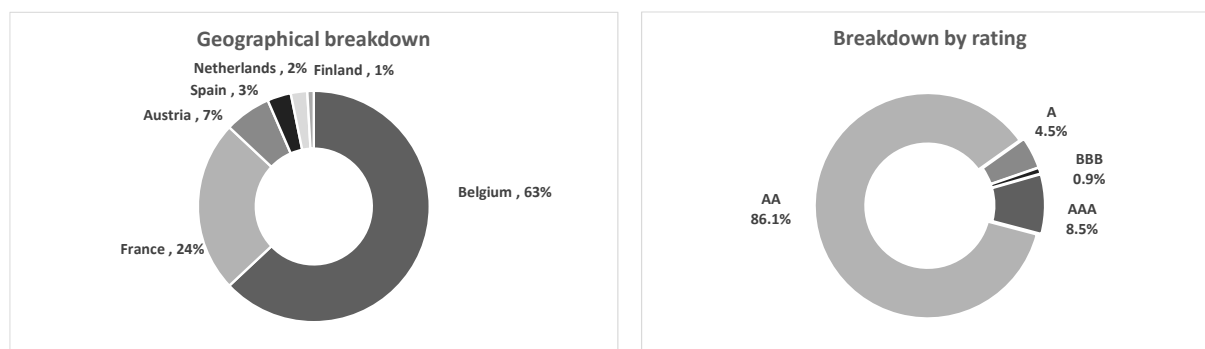 Geographical breakdown
Netherlands , 2%
Finland , 1%
Spain , 3%
Austria , 7%
Belgium , 63%
France , 24%
Breakdown by rating
A
4.5%
BBB
0.9%
AA
86.1%
AAA
8.5%